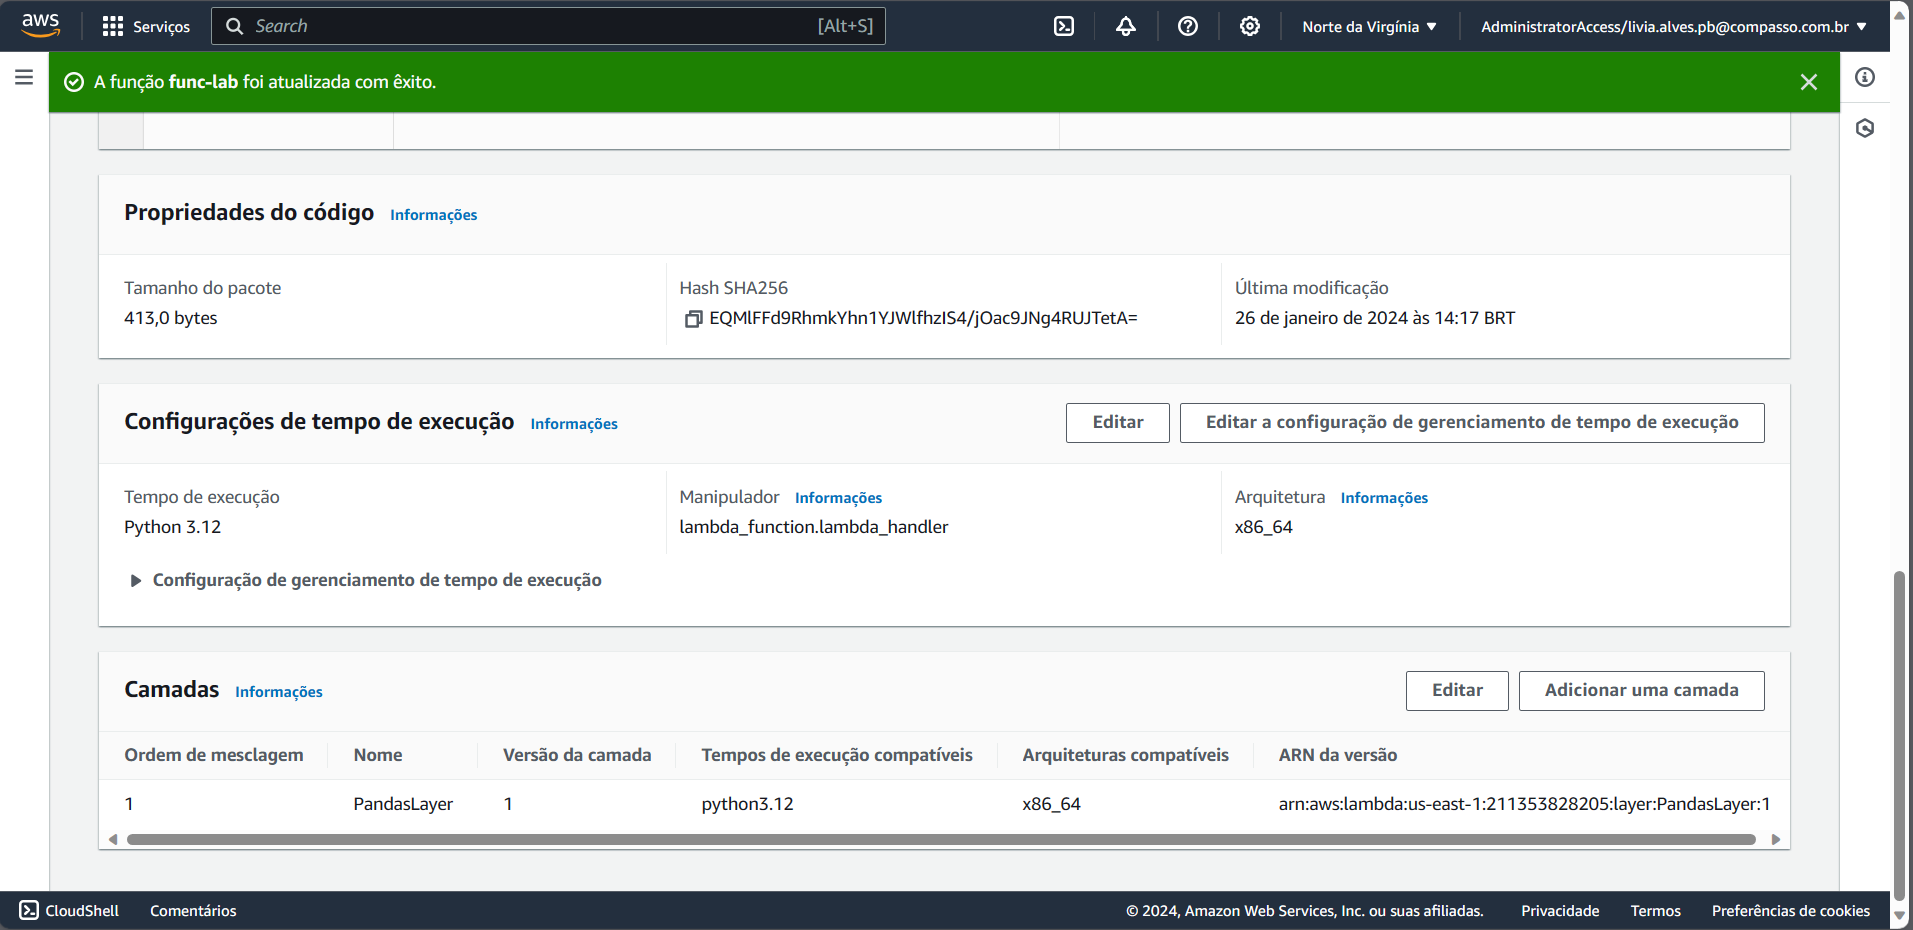 aws
Serviços
Search
[Alt+S]
Norte da Virgínia
AdministratorAccess/livia.alves.pb@compasso.com.br
A função func-lab foi atualizada com êxito.
Propriedades do código Informações
Tamanho do pacote
413,0 bytes
Hash SHA256
EQMlFFd9RhmkYhn1YJWlfhzIS4/jOac9JNg4RUJTetA=
Última modificação
26 de janeiro de 2024 às 14:17 BRT
Configurações de tempo de execução Informações
Editar
Editar a configuração de gerenciamento de tempo de execução
Tempo de execução
Python 3.12
Manipulador Informações
lambda_function.lambda_handler
Arquitetura Informações
x86_64
Configuração de gerenciamento de tempo de execução
Camadas Informações
Editar
Adicionar uma camada
Ordem de mesclagem Nome Versão da camada Tempos de execução compatíveis Arquiteturas compatíveis ARN da versão
1 PandasLayer 1 python3.12 x86_64 arn:aws:lambda:us-east-1:211353828205:layer:PandasLayer:1
CloudShell Comentários © 2024, Amazon Web Services, Inc. ou suas afiliadas. Privacidade Termos Preferências de cookies